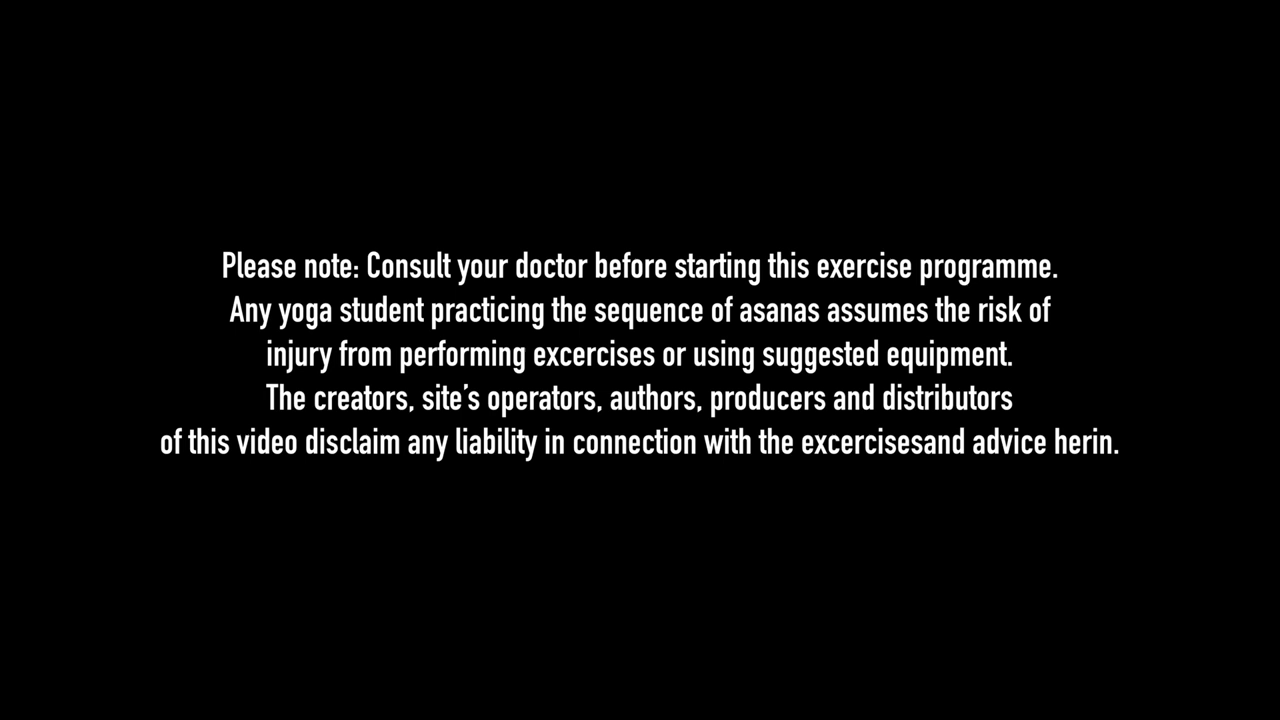 Please note: Consult your doctor before starting this exercise programme.
Any yoga student practicing the sequence of asanas assumes the risk of
injury from performing excercises or using suggested equipment.
The creators, site’s operators, authors, producers and distributors
of this video disclaim any liability in connection with the excercisesand advice herin.